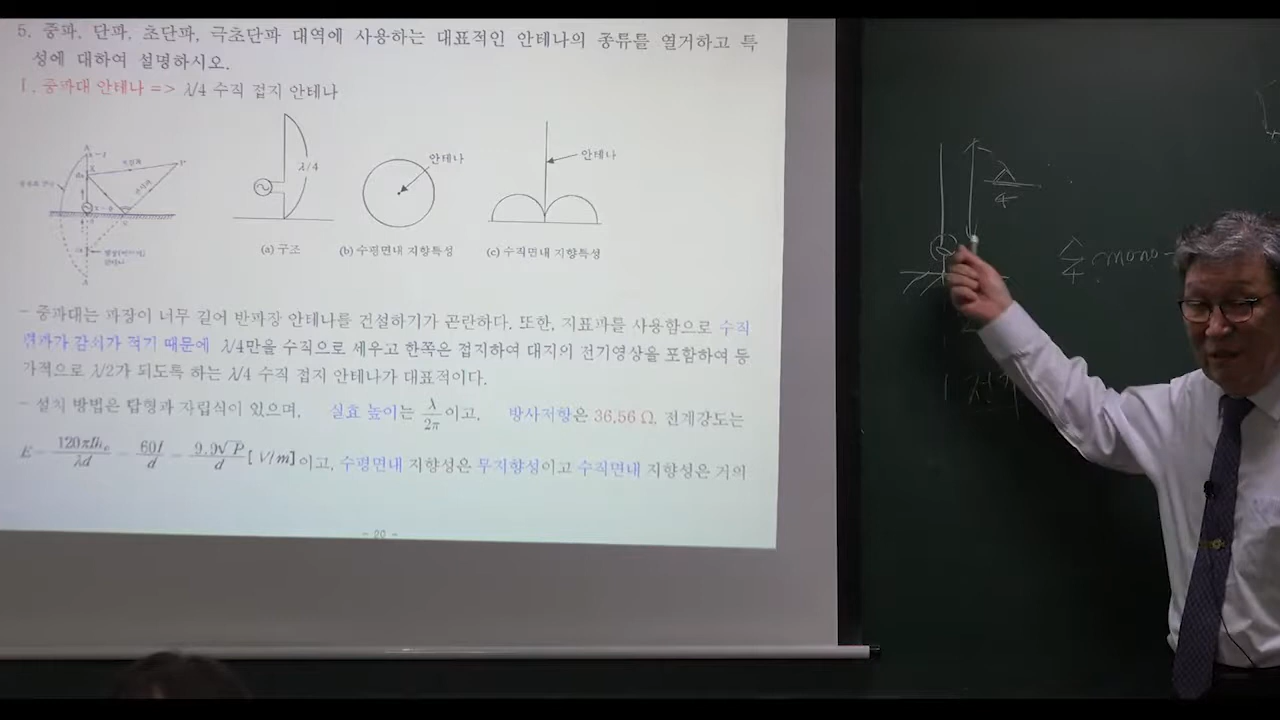 5. 중파, 단파, 초단파, 극초단파 대역에 사용하는 대표적인 안테나의 종류를 열거하고 특
성에 대하여 설명하시오.
1. 중파대 안테나 => λ/4 수직 접지 안테나
λ/4
안테나
안테나
(a) 구조
(b) 수평면내 지향특성
(c) 수직면내 지향특성
- 중파대는 파장이 너무 길어 반파장 안테나를 건설하기가 곤란하다. 또한, 지표파를 사용함으로 수직
편파가 감쇠가 적기 때문에 λ/4만을 수직으로 세우고 한쪽은 접지하여 대지의 전기영상을 포함하여 등
가적으로 λ/2가 되도록 하는 λ/4 수직 접지 안테나가 대표적이다.
- 설치 방법은 탑형과 자립식이 있으며, 실효 높이는 λ/2π 이고, 방사저항은 36.56 Ω, 전계강도는
E = 120πIhe/λd = 60I/d = 9.9√P/d [V/m] 이고, 수평면내 지향성은 무지향성이고 수직면내 지향성은 거의
- 20 -
λ/4
λ/4 mono-